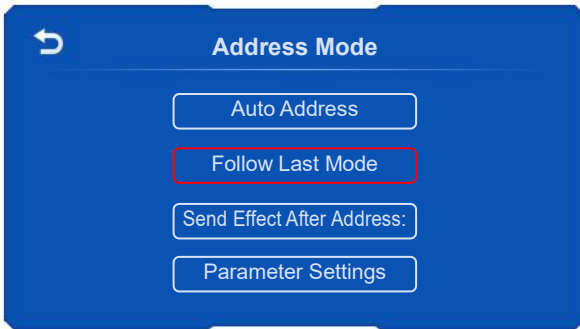 Address Mode
Auto Address
Follow Last Mode
Send Effect After Address:
Parameter Settings